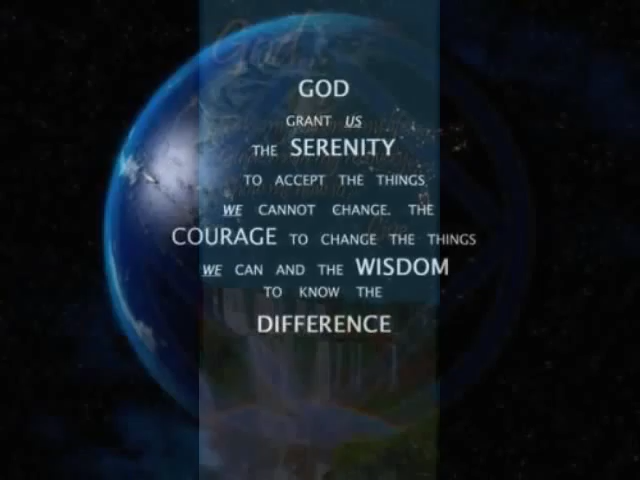 GOD
GRANT US
THE SERENITY
TO ACCEPT THE THINGS
WE CANNOT CHANGE. THE
COURAGE TO CHANGE THE THINGS
WE CAN AND THE WISDOM
TO KNOW THE
DIFFERENCE